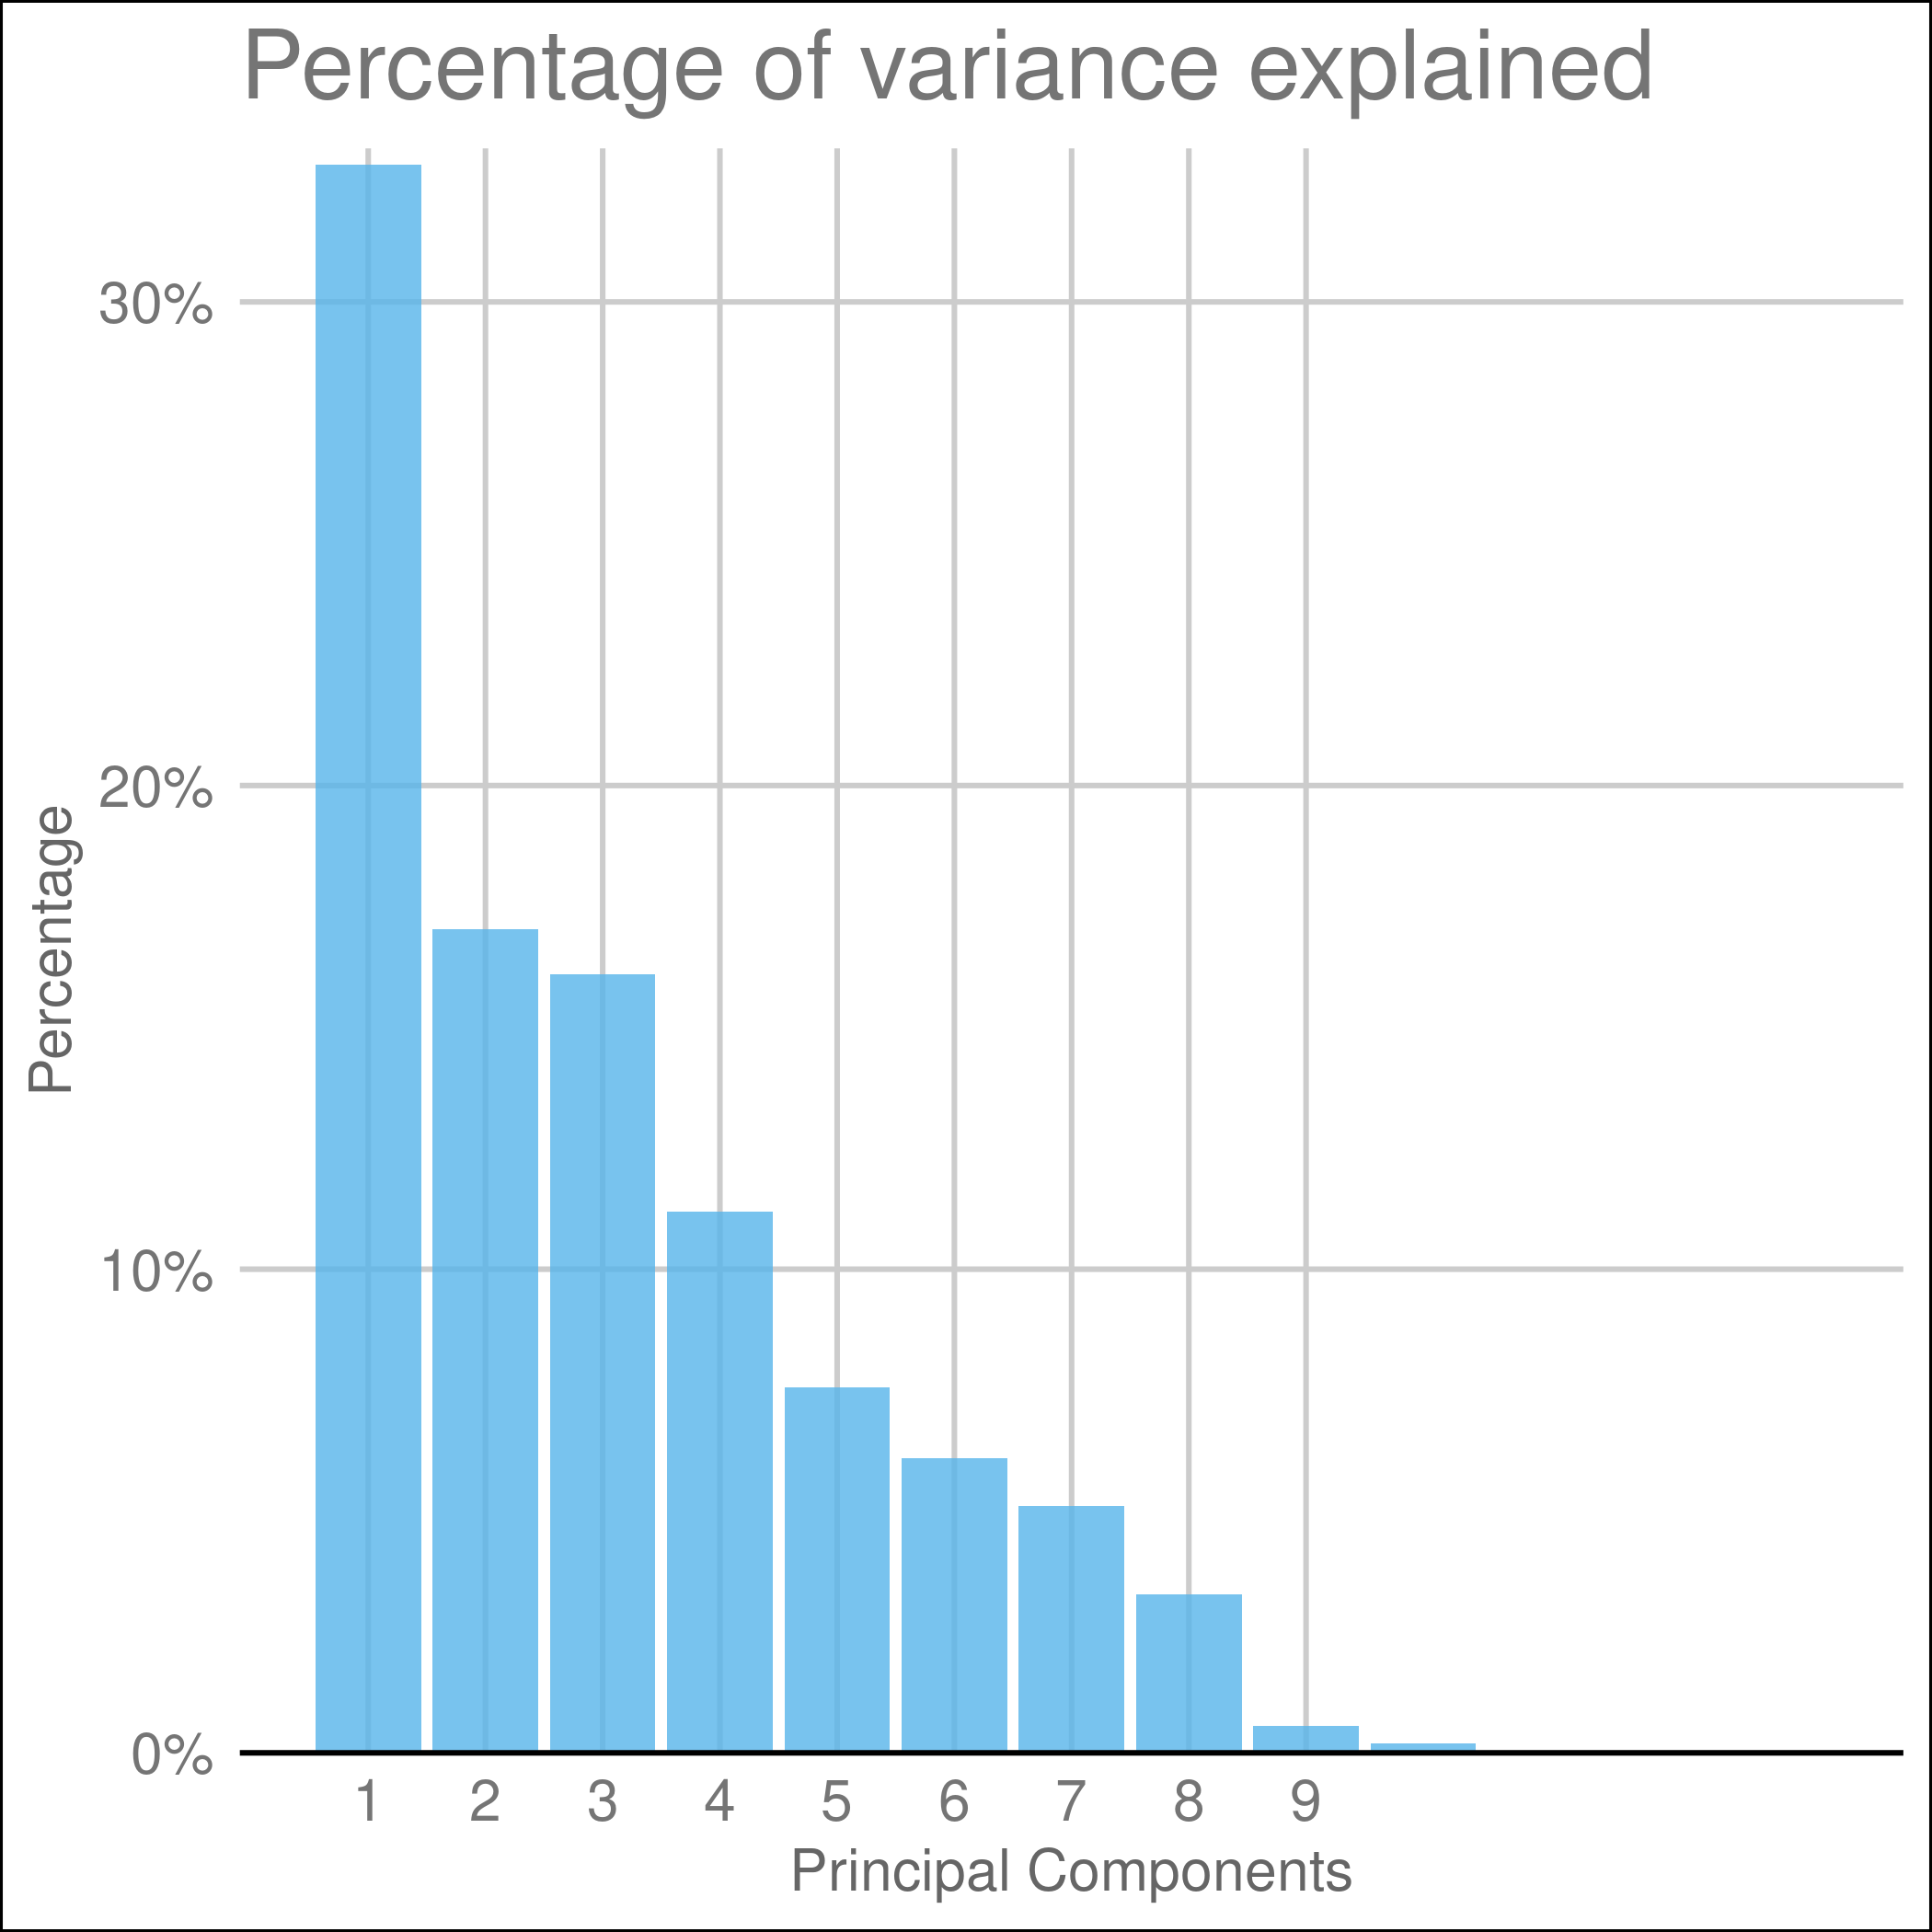 Percentage of variance explained
30%
20%
10%
0%
Percentage
1 2 3 4 5 6 7 8 9
Principal Components